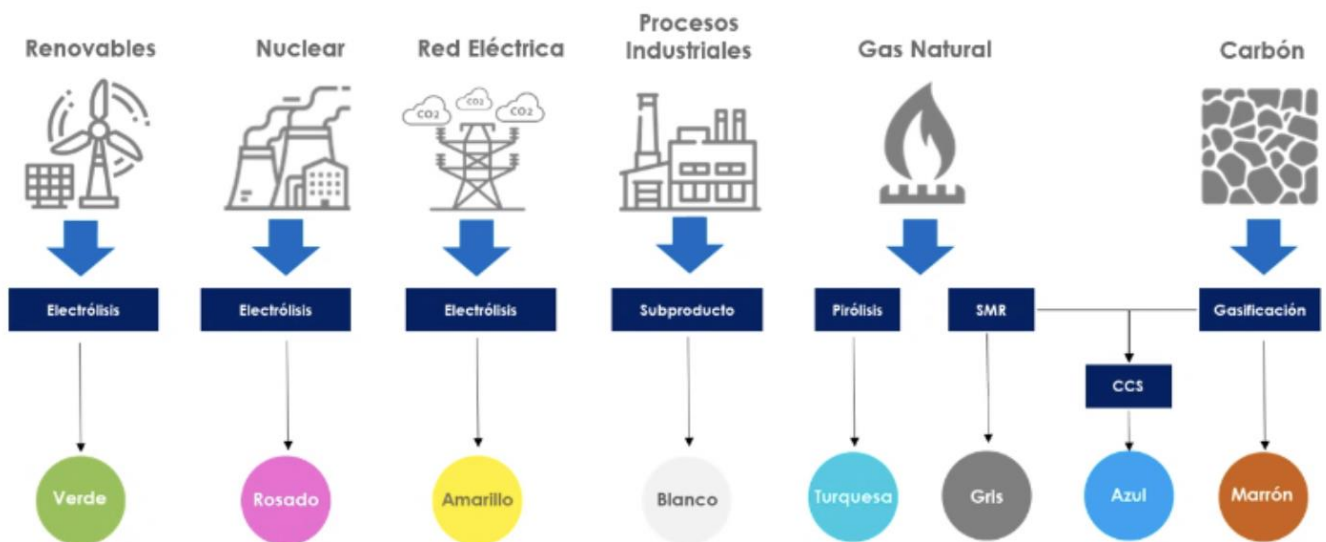 Renovables
Nuclear
Red Eléctrica
Procesos
Industriales
Gas Natural
Carbón
CO2
CO2
CO2
Electrólisis
Electrólisis
Electrólisis
Subproducto
Pirólisis
SMR
Gasificación
CCS
Verde
Rosado
Amarillo
Blanco
Turquesa
Gris
Azul
Marrón